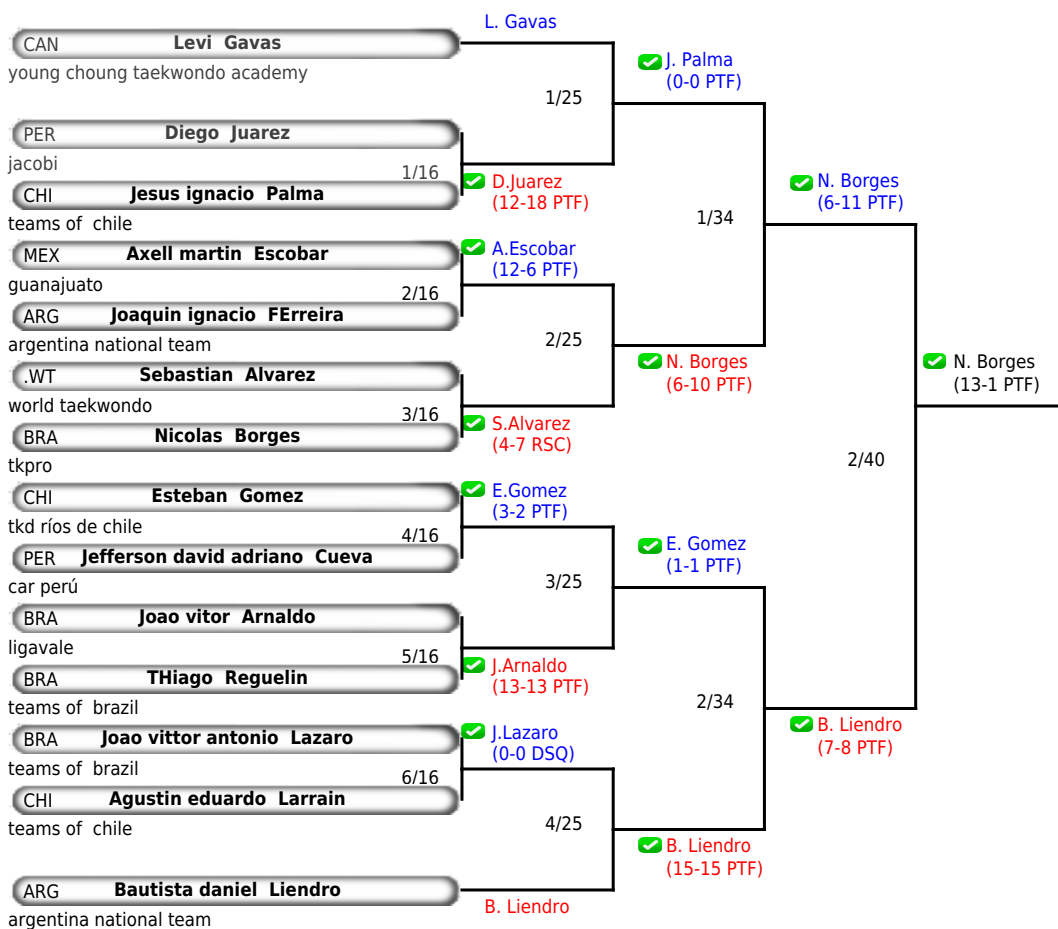 L. Gavas
CAN Levi Gavas
young choung taekwondo academy
J. Palma
(0-0 PTF)
1/25
PER Diego Juarez
jacobi
1/16
D.Juarez
(12-18 PTF)
CHI Jesus ignacio Palma
teams of chile
N. Borges
(6-11 PTF)
1/34
MEX Axell martin Escobar
guanajuato
A.Escobar
(12-6 PTF)
2/16
ARG Joaquin ignacio FErreira
argentina national team
2/25
N. Borges
(6-10 PTF)
N. Borges
(13-1 PTF)
.WT Sebastian Alvarez
world taekwondo
3/16
S.Alvarez
(4-7 RSC)
BRA Nicolas Borges
tkpro
2/40
CHI Esteban Gomez
tkd ríos de chile
E.Gomez
(3-2 PTF)
4/16
PER Jefferson david adriano Cueva
car perú
E. Gomez
(1-1 PTF)
3/25
BRA Joao vitor Arnaldo
ligavale
5/16
J.Arnaldo
(13-13 PTF)
BRA THiago Reguelin
teams of brazil
2/34
B. Liendro
(7-8 PTF)
BRA Joao vittor antonio Lazaro
teams of brazil
J.Lazaro
(0-0 DSQ)
6/16
CHI Agustin eduardo Larrain
teams of chile
4/25
B. Liendro
(15-15 PTF)
ARG Bautista daniel Liendro
argentina national team
B. Liendro